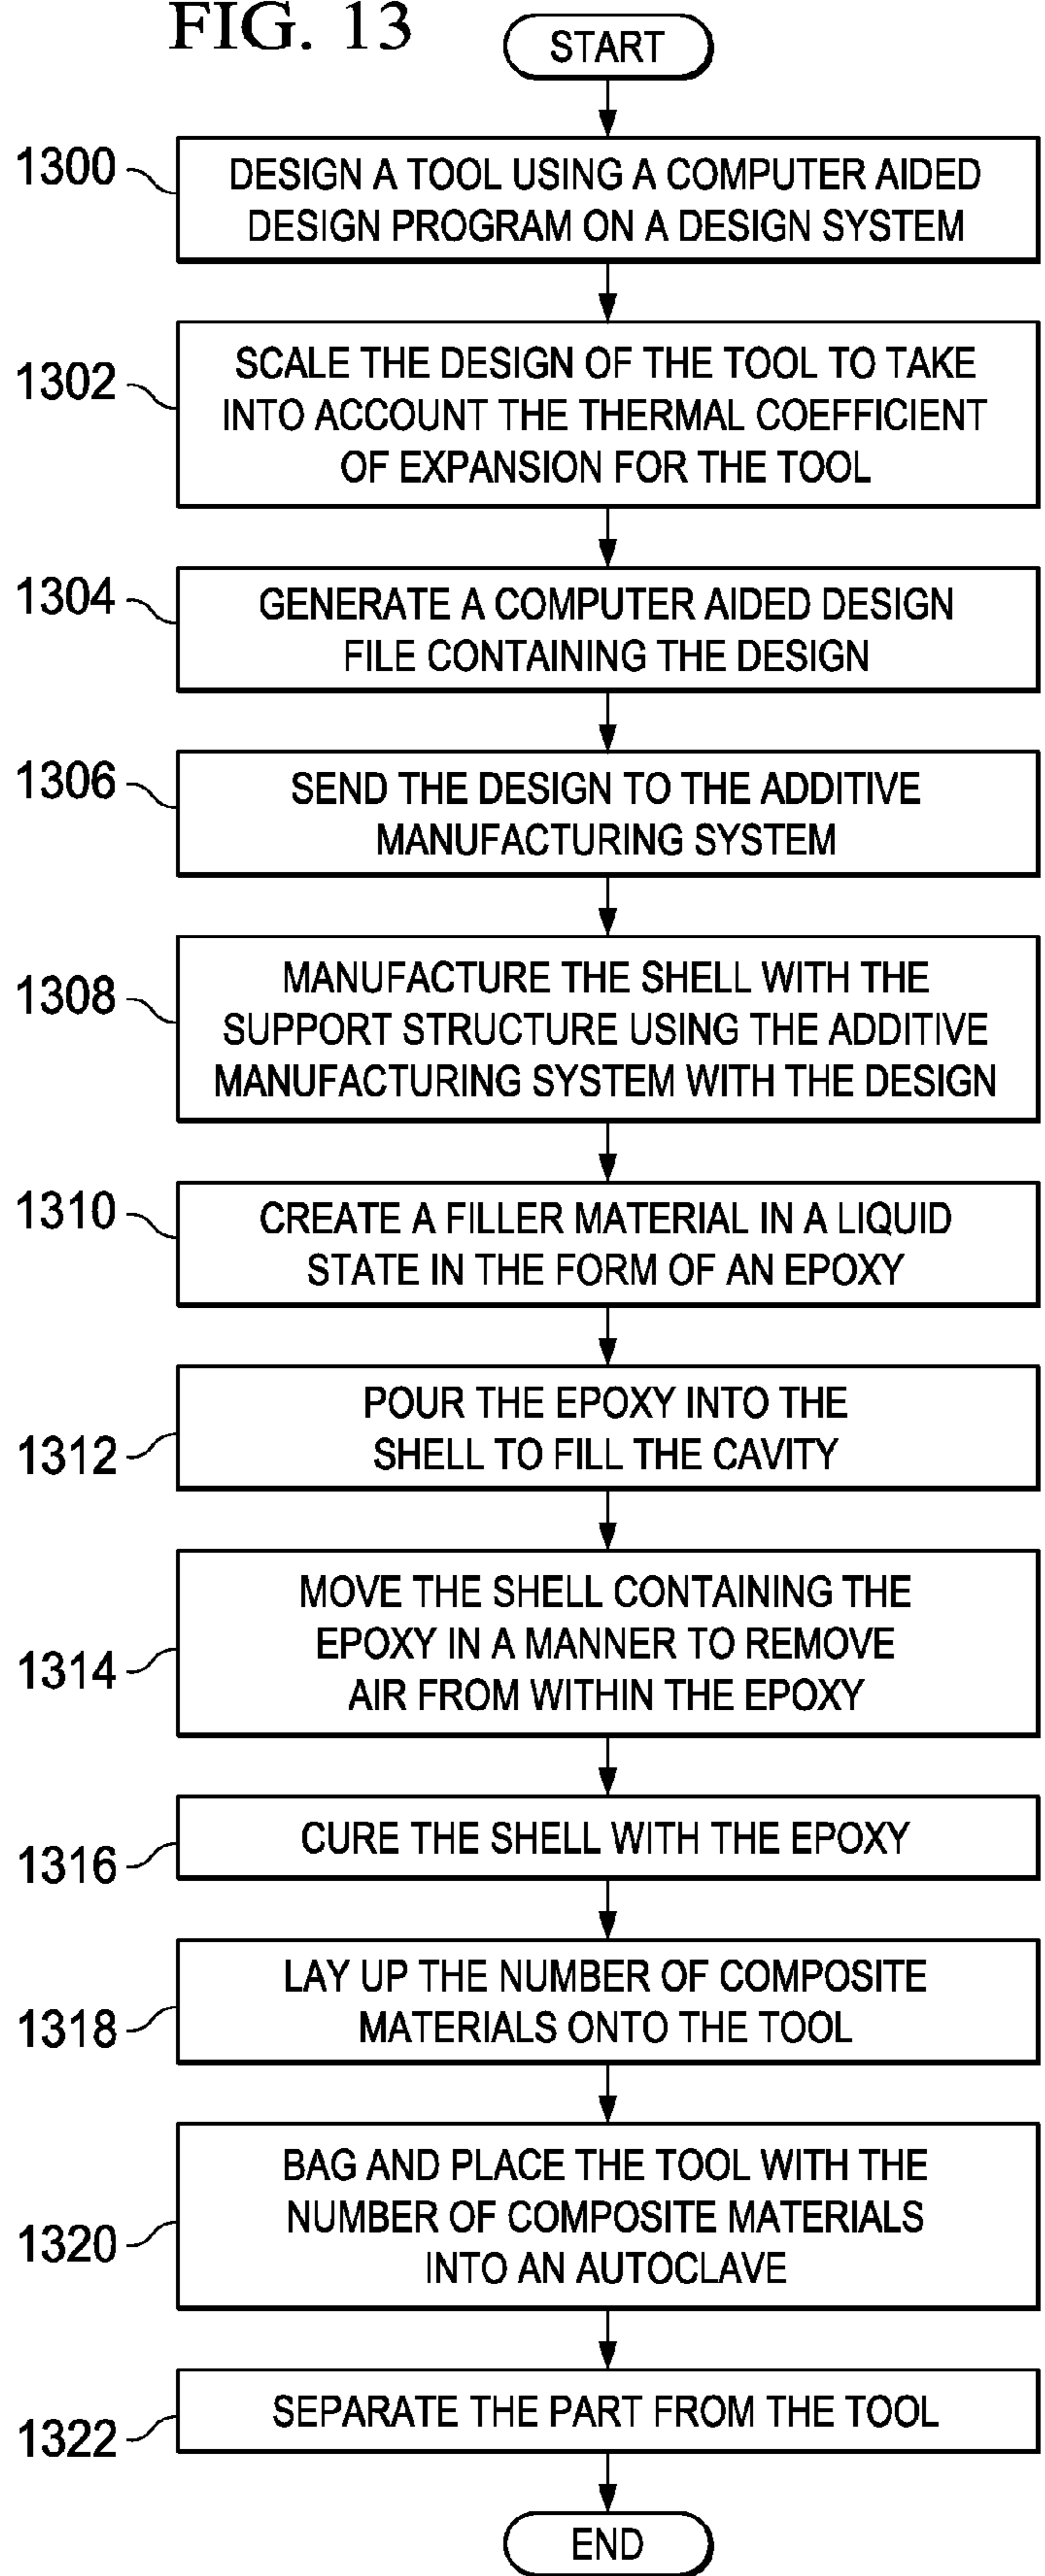 FIG. 13
START
1300
DESIGN A TOOL USING A COMPUTER AIDED
DESIGN PROGRAM ON A DESIGN SYSTEM
1302
SCALE THE DESIGN OF THE TOOL TO TAKE
INTO ACCOUNT THE THERMAL COEFFICIENT
OF EXPANSION FOR THE TOOL
1304
GENERATE A COMPUTER AIDED DESIGN
FILE CONTAINING THE DESIGN
1306
SEND THE DESIGN TO THE ADDITIVE
MANUFACTURING SYSTEM
1308
MANUFACTURE THE SHELL WITH THE
SUPPORT STRUCTURE USING THE ADDITIVE
MANUFACTURING SYSTEM WITH THE DESIGN
1310
CREATE A FILLER MATERIAL IN A LIQUID
STATE IN THE FORM OF AN EPOXY
1312
POUR THE EPOXY INTO THE
SHELL TO FILL THE CAVITY
1314
MOVE THE SHELL CONTAINING THE
EPOXY IN A MANNER TO REMOVE
AIR FROM WITHIN THE EPOXY
1316
CURE THE SHELL WITH THE EPOXY
1318
LAY UP THE NUMBER OF COMPOSITE
MATERIALS ONTO THE TOOL
1320
BAG AND PLACE THE TOOL WITH THE
NUMBER OF COMPOSITE MATERIALS
INTO AN AUTOCLAVE
1322
SEPARATE THE PART FROM THE TOOL
END